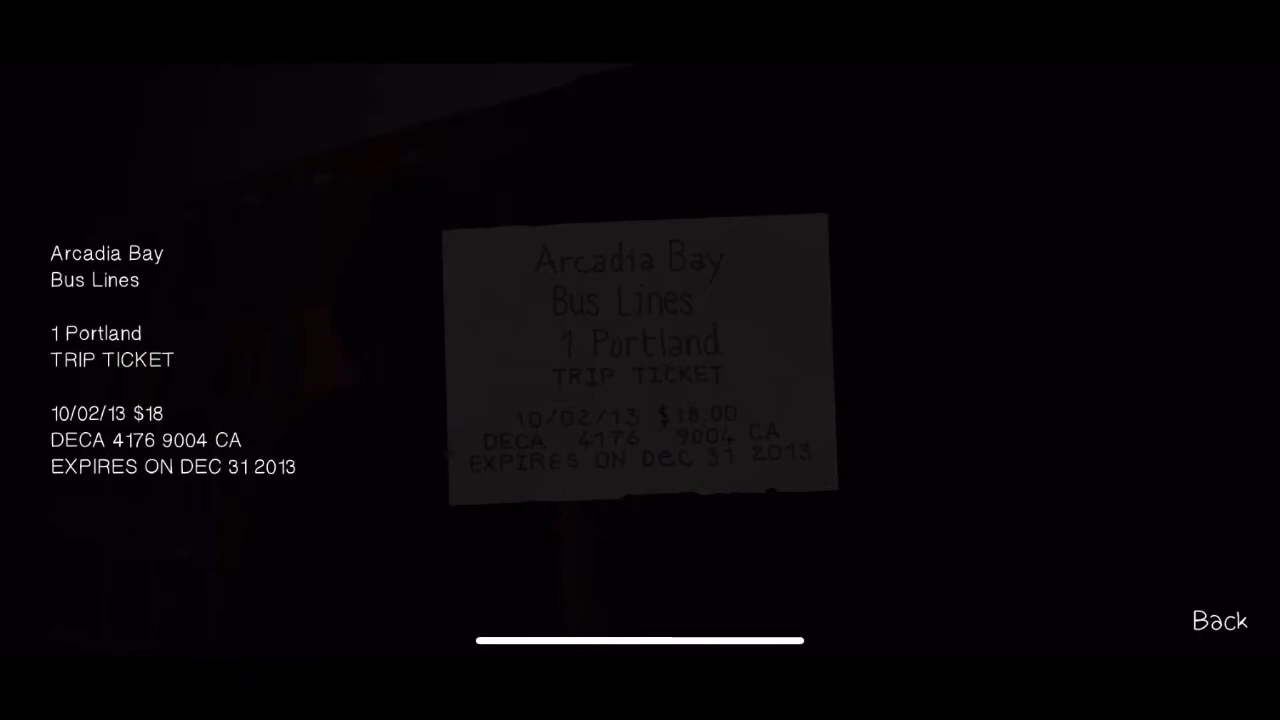 Arcadia Bay
Bus Lines
1 Portland
TRIP TICKET
10/02/13 $18
DECA 4176 9004 CA
EXPIRES ON DEC 31 2013
Arcadia Bay
Bus Lines
1 Portland
TRIP TICKET
10/02/13 $18.00
DECA 4176 9004 CA
EXPIRES ON DEC 31 2013
Back